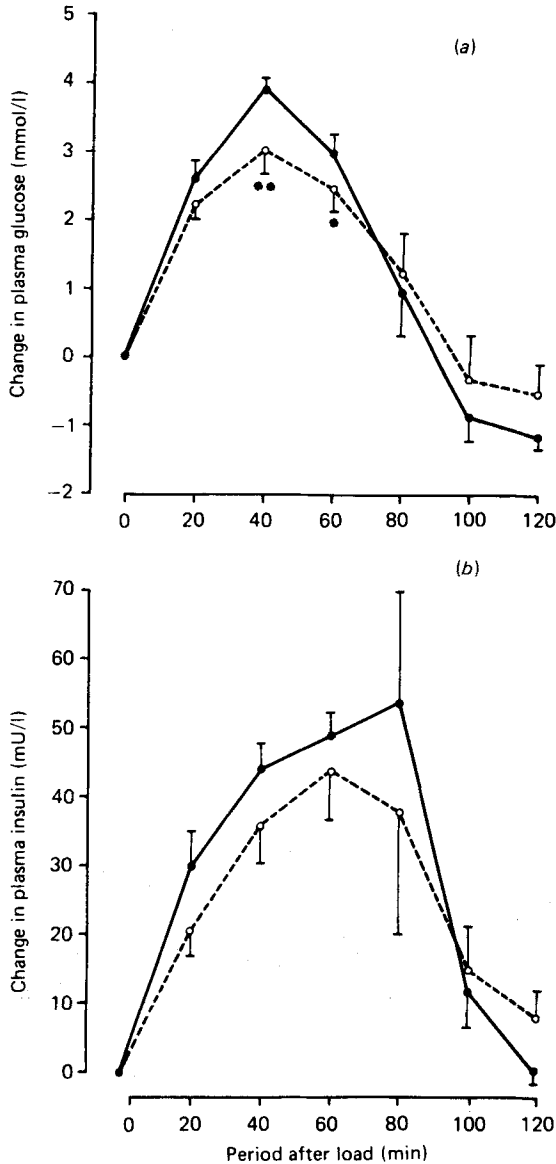 (a)
Change in plasma glucose (mmol/l)
5
4
3
2
1
0
−1
−2
0 20 40 60 80 100 120
(b)
Change in plasma insulin (mU/l)
70
60
50
40
30
20
10
0
0 20 40 60 80 100 120
Period after load (min)